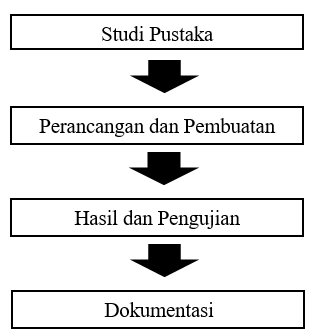 Studi Pustaka
Perancangan dan Pembuatan
Hasil dan Pengujian
Dokumentasi